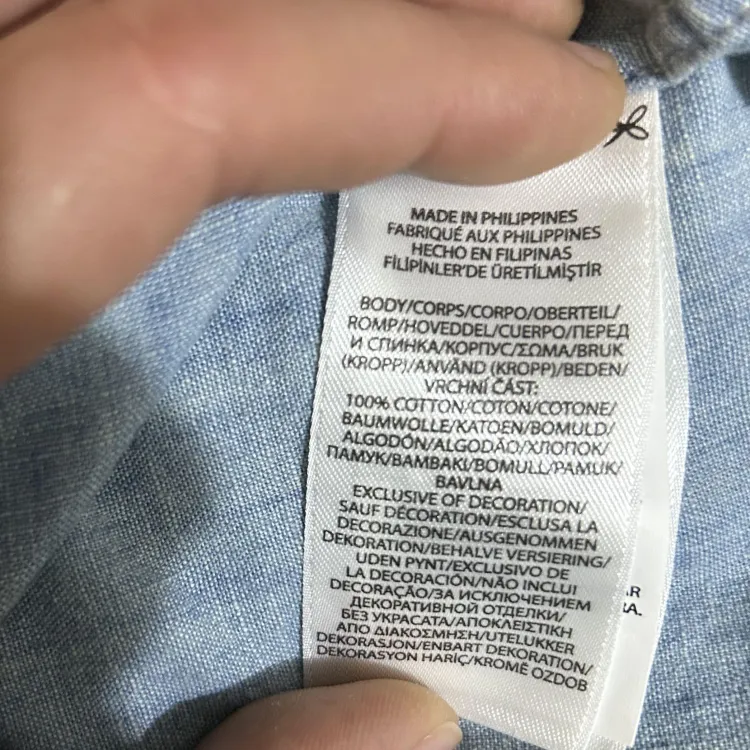 MADE IN PHILIPPINES
FABRIQUÉ AUX PHILIPPINES
HECHO EN FILIPINAS
FİLİPİNLER'DE ÜRETİLMİŞTİR
BODY/CORPS/CORPO/OBERTEIL/
ROMP/HOVEDDEL/CUERPO/ПЕРЕД
И СПИНКА/КОРПУС/ΣΩΜΑ/BRUK
(KROPP)/ANVÄND (KROPP)/BEDEN/
VRCHNÍ ČÁST:
100% COTTON/COTON/COTONE/
BAUMWOLLE/KATOEN/BOMULD/
ALGODÓN/ALGODÃO/ХЛОПОК/
ПАМУК/ΒΑΜΒΑΚΙ/BOMULL/PAMUK/
BAVLNA
EXCLUSIVE OF DECORATION/
SAUF DÉCORATION/ESCLUSA LA
DECORAZIONE/AUSGENOMMEN
DEKORATION/BEHALVE VERSIERING/
UDEN PYNT/EXCLUSIVO DE
LA DECORACIÓN/NÃO INCLUI
DECORAÇÃO/ЗА ИСКЛЮЧЕНИЕМ
ДЕКОРАТИВНОЙ ОТДЕЛКИ/
БЕЗ УКРАСАТА/ΑΠΟΚΛΕΙΣΤΙΚΗ
ΑΠΟ ΔΙΑΚΟΣΜΗΣΗ/UTELUKKER
DEKORASJON/ENBART DEKORATION/
DEKORASYON HARİÇ/KROMĚ OZDOB